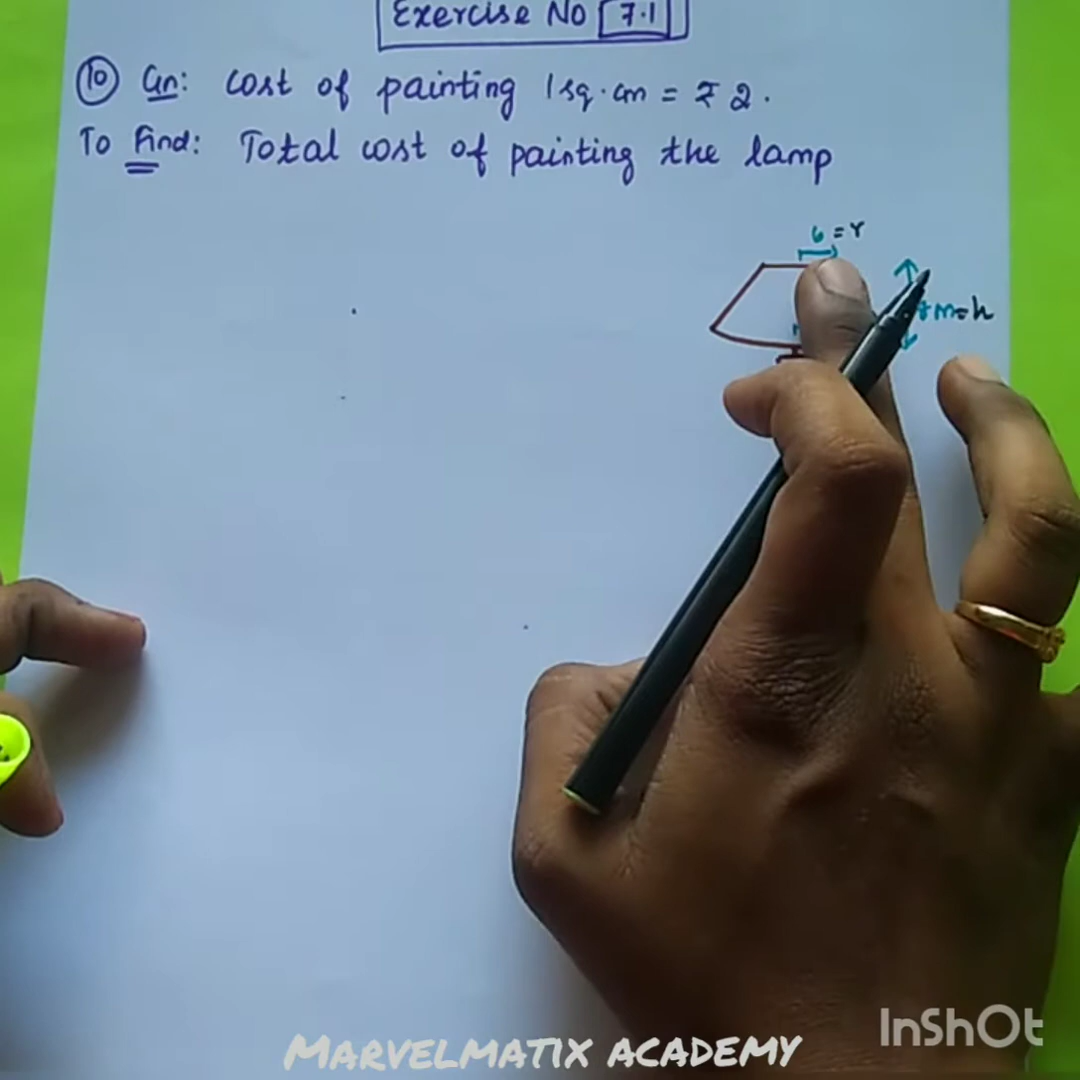 Exercise No 7.1
10 Gn: cost of painting 1 sq.cm = ₹ 2.
To Find: Total cost of painting the lamp
6 = r
m = h
InShOt
MARVELMATIX ACADEMY